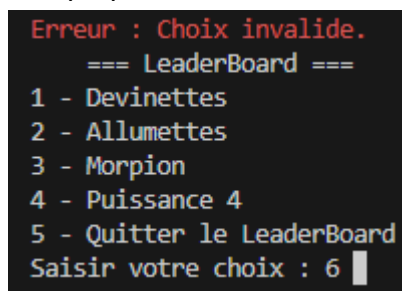 Erreur : Choix invalide.
=== LeaderBoard ===
1 - Devinettes
2 - Allumettes
3 - Morpion
4 - Puissance 4
5 - Quitter le LeaderBoard
Saisir votre choix : 6